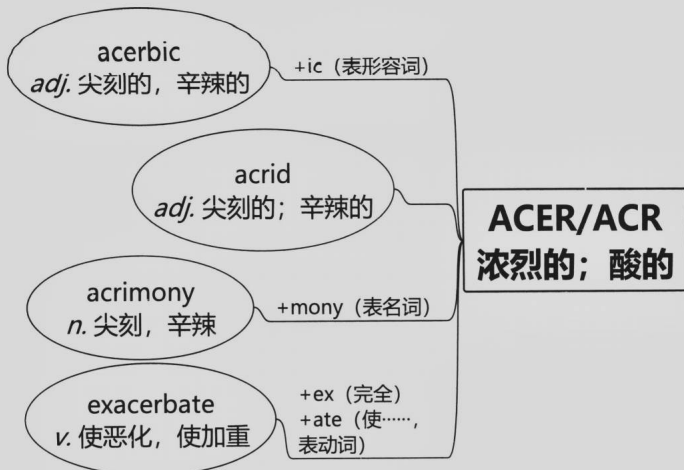 acerbic
adj. 尖刻的，辛辣的
+ic（表形容词）
acrid
adj. 尖刻的；辛辣的
ACER/ACR
浓烈的；酸的
acrimony
n. 尖刻，辛辣
+mony（表名词）
exacerbate
v. 使恶化，使加重
+ex（完全）
+ate（使……，
表动词）